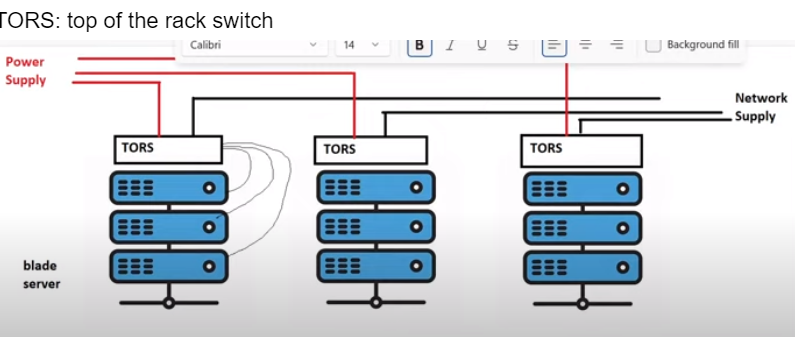 TORS: top of the rack switch
Calibri
14
B I U S
Background fill
Power
Supply
Network
Supply
TORS
TORS
TORS
blade
server